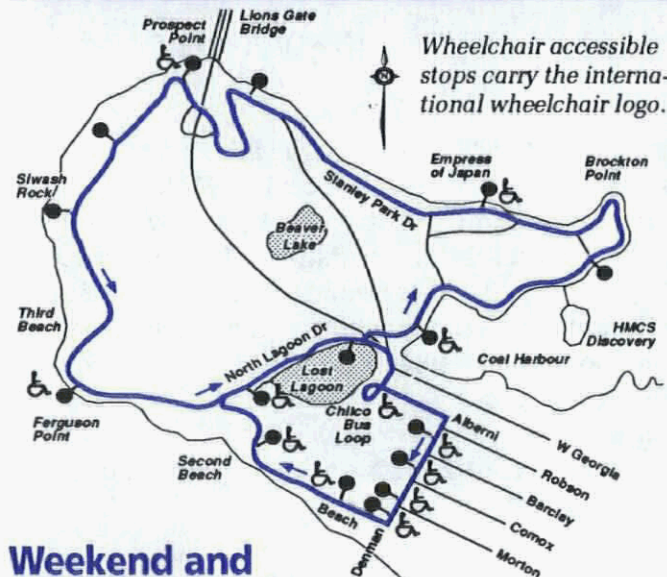 Prospect
Point
Lions Gate
Bridge
N
Wheelchair accessible
stops carry the interna-
tional wheelchair logo.
Siwash
Rock
Stanley Park Dr
Empress
of Japan
Brockton
Point
Beaver
Lake
Third
Beach
North Lagoon Dr
Lost
Lagoon
HMCS
Discovery
Coal Harbour
Ferguson
Point
Chilco
Bus
Loop
Second
Beach
Alberni
W Georgia
Robson
Barclay
Comox
Morton
Beach
Denman
Weekend and